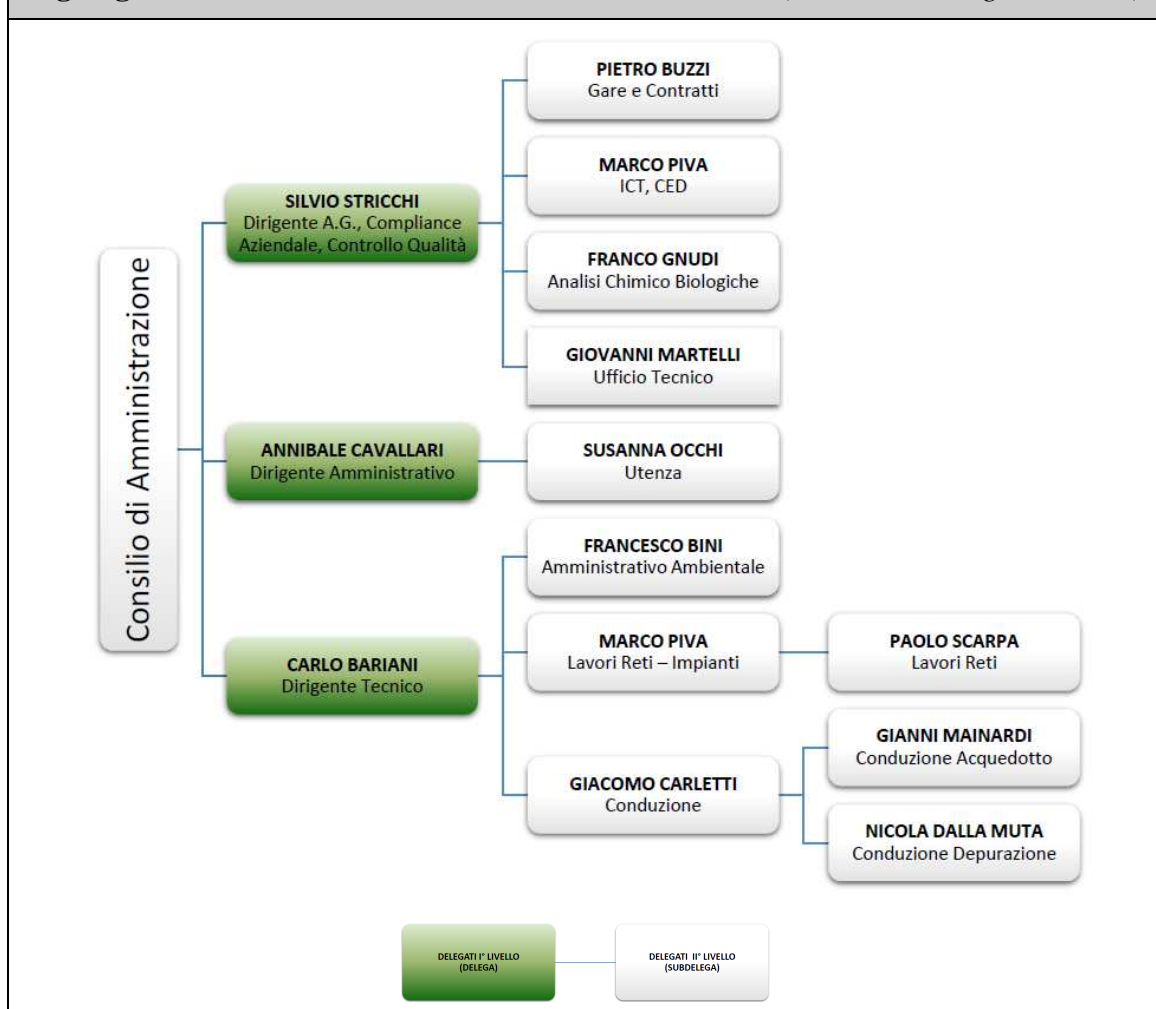 PIETRO BUZZI
Gare e Contratti
MARCO PIVA
ICT, CED
SILVIO STRICCHI
Dirigente A.G., Compliance
Aziendale, Controllo Qualità
FRANCO GNUDI
Analisi Chimico Biologiche
GIOVANNI MARTELLI
Ufficio Tecnico
Consilio di Amministrazione
ANNIBALE CAVALLARI
Dirigente Amministrativo
SUSANNA OCCHI
Utenza
FRANCESCO BINI
Amministrativo Ambientale
CARLO BARIANI
Dirigente Tecnico
MARCO PIVA
Lavori Reti – Impianti
PAOLO SCARPA
Lavori Reti
GIACOMO CARLETTI
Conduzione
GIANNI MAINARDI
Conduzione Acquedotto
NICOLA DALLA MUTA
Conduzione Depurazione
DELEGATI I° LIVELLO
(DELEGA)
DELEGATI II° LIVELLO
(SUBDELEGA)